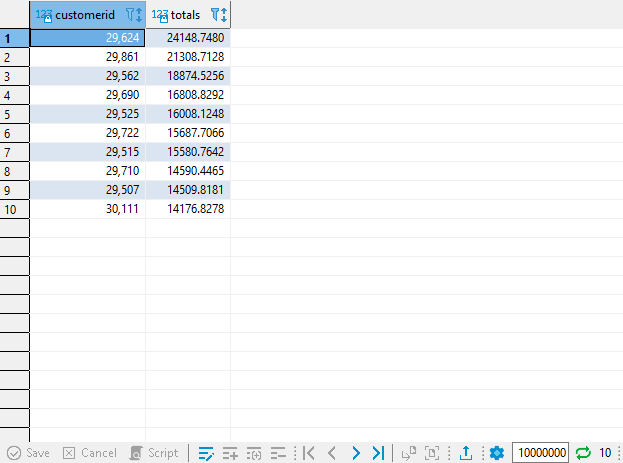 123 customerid 123 totals
1 29,624 24148.7480
2 29,861 21308.7128
3 29,562 18874.5256
4 29,690 16808.8292
5 29,525 16008.1248
6 29,722 15687.7066
7 29,515 15580.7642
8 29,710 14590.4465
9 29,507 14509.8181
10 30,111 14176.8278
Save Cancel Script 10000000 10